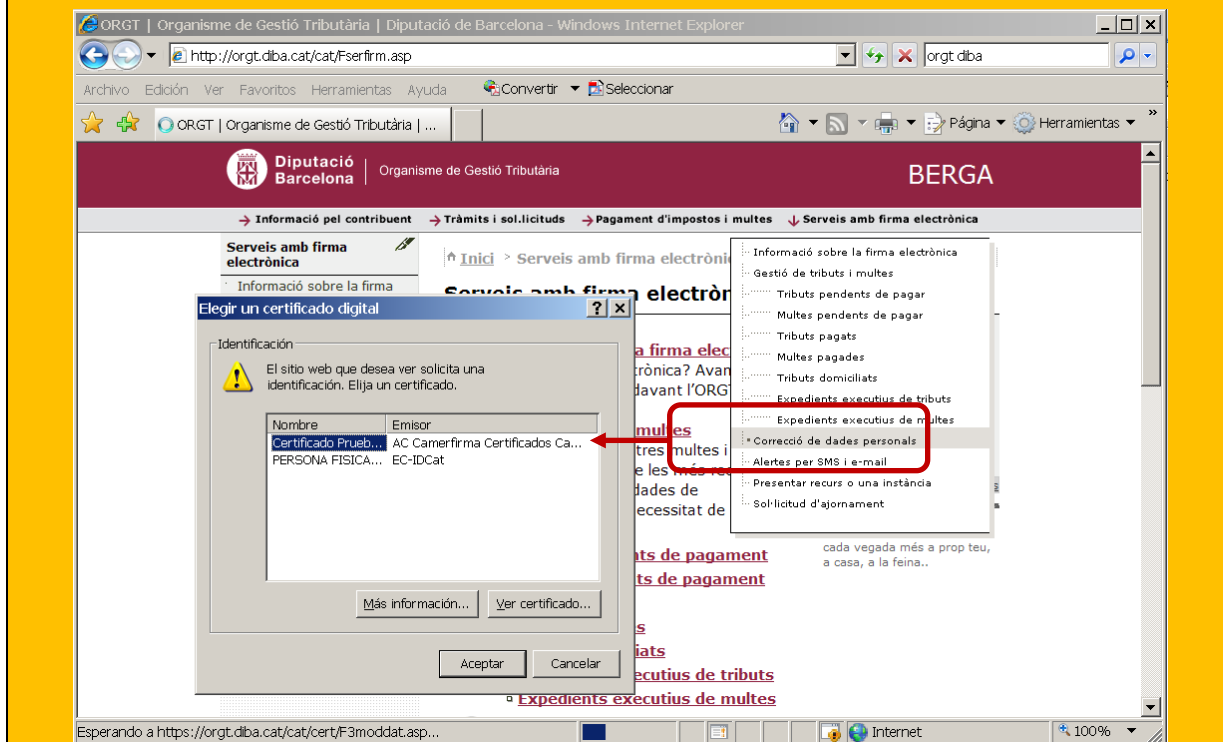 ORGT | Organisme de Gestió Tributària | Diputació de Barcelona - Windows Internet Explorer
http://orgt.diba.cat/cat/Fserfirm.asp
orgt diba
Archivo Edición Ver Favoritos Herramientas Ayuda Convertir Seleccionar
ORGT | Organisme de Gestió Tributària | ...
Página Herramientas »
Diputació
Barcelona
Organisme de Gestió Tributària
BERGA
Informació pel contribuent Tràmits i sol.licituds Pagament d'impostos i multes Serveis amb firma electrònica
Serveis amb firma
electrònica
Informació sobre la firma
Inici > Serveis amb firma electròni
Serveis amb firma electròn
Informació sobre la firma electrònica
Gestió de tributs i multes
Tributs pendents de pagar
Multes pendents de pagar
Tributs pagats
Multes pagades
Tributs domiciliats
Expedients executius de tributs
Expedients executius de multes
Correcció de dades personals
Alertes per SMS i e-mail
Presentar recurs o una instància
Sol·licitud d'ajornament
Elegir un certificado digital
Identificación
El sitio web que desea ver solicita una
identificación. Elija un certificado.
Nombre Emisor
Certificado Prueb... AC Camerfirma Certificados Ca...
PERSONA FISICA... EC-IDCat
Más información... Ver certificado...
Aceptar Cancelar
a firma elec
trònica? Avan
davant l'ORG
multes
tres multes i
e les més rec
dades de
ecessitat de
nts de pagament
ts de pagament
s
iats
ecutius de tributs
Expedients executius de multes
cada vegada més a prop teu,
a casa, a la feina..
Esperando a https://orgt.diba.cat/cat/cert/F3moddat.asp...
Internet
100%